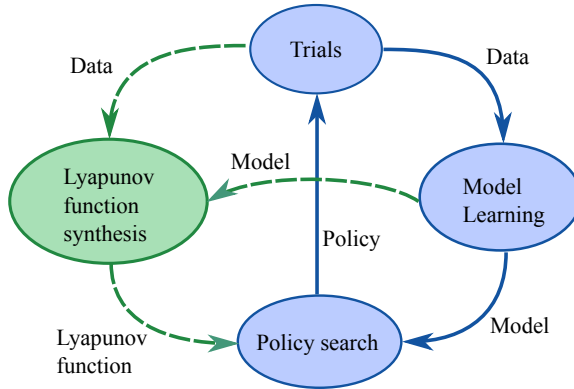 Trials
Data
Data
Model
Lyapunov
function
synthesis
Model
Learning
Policy
Lyapunov
function
Policy search
Model